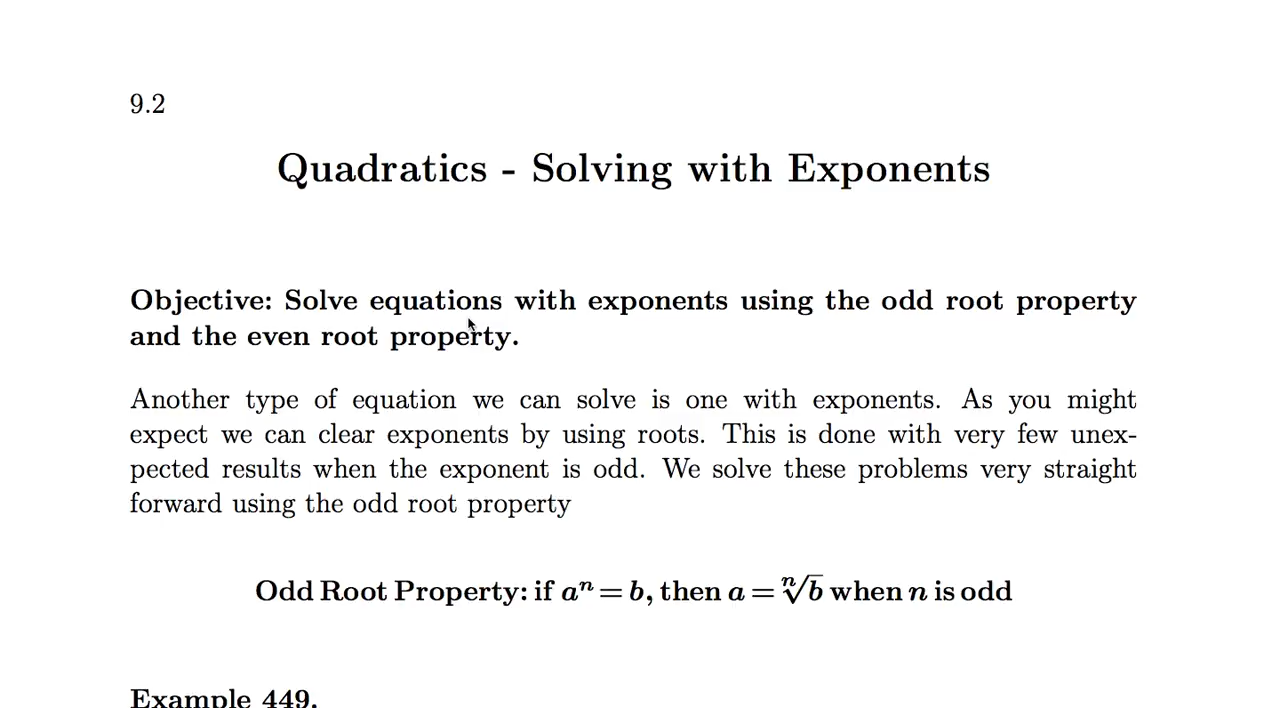 9.2
Quadratics - Solving with Exponents
Objective: Solve equations with exponents using the odd root property
and the even root property.
Another type of equation we can solve is one with exponents. As you might
expect we can clear exponents by using roots. This is done with very few unex-
pected results when the exponent is odd. We solve these problems very straight
forward using the odd root property
Odd Root Property: if aⁿ = b, then a = ⁿ√b when n is odd
Example 449.